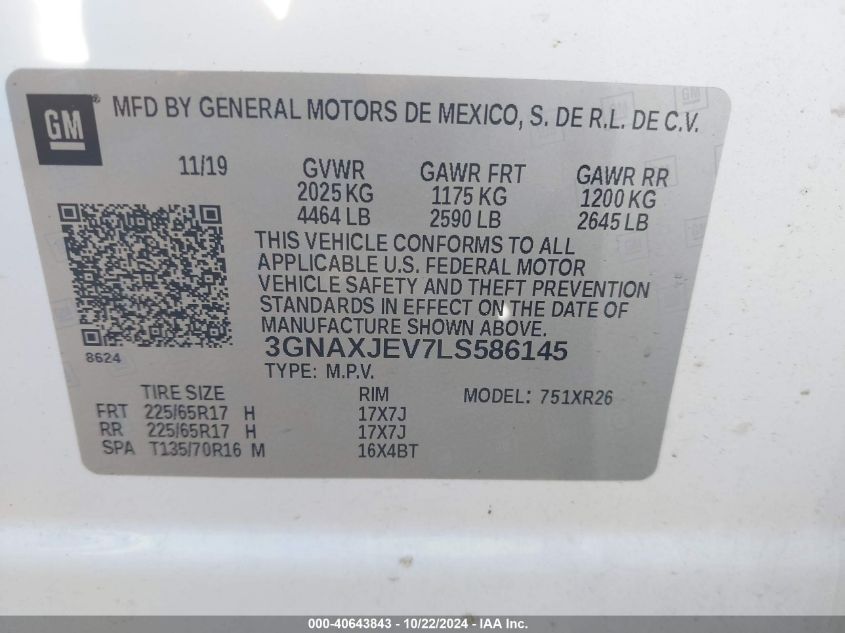 GM® MFD BY GENERAL MOTORS DE MEXICO, S. DE R.L. DE C.V.
11/19 GVWR GAWR FRT GAWR RR
2025 KG 1175 KG 1200 KG
4464 LB 2590 LB 2645 LB
THIS VEHICLE CONFORMS TO ALL
APPLICABLE U.S. FEDERAL MOTOR
VEHICLE SAFETY AND THEFT PREVENTION
STANDARDS IN EFFECT ON THE DATE OF
MANUFACTURE SHOWN ABOVE.
8624 3GNAXJEV7LS586145
TYPE: M.P.V.
TIRE SIZE RIM MODEL: 751XR26
FRT 225/65R17 H 17X7J
RR 225/65R17 H 17X7J
SPA T135/70R16 M 16X4BT
000-40643843 - 10/22/2024 - IAA Inc.